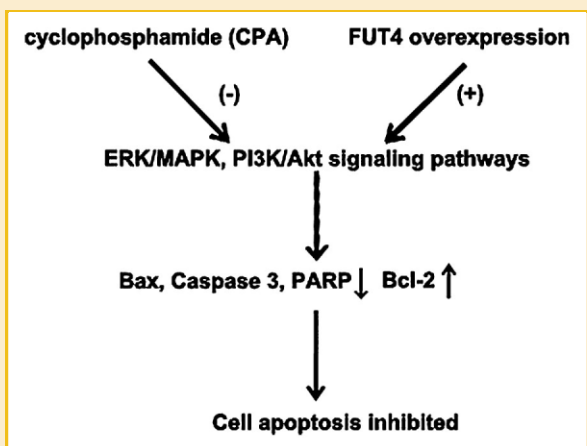 cyclophosphamide (CPA) FUT4 overexpression
(-) (+)
ERK/MAPK, PI3K/Akt signaling pathways
Bax, Caspase 3, PARP↓ Bcl-2↑
Cell apoptosis inhibited